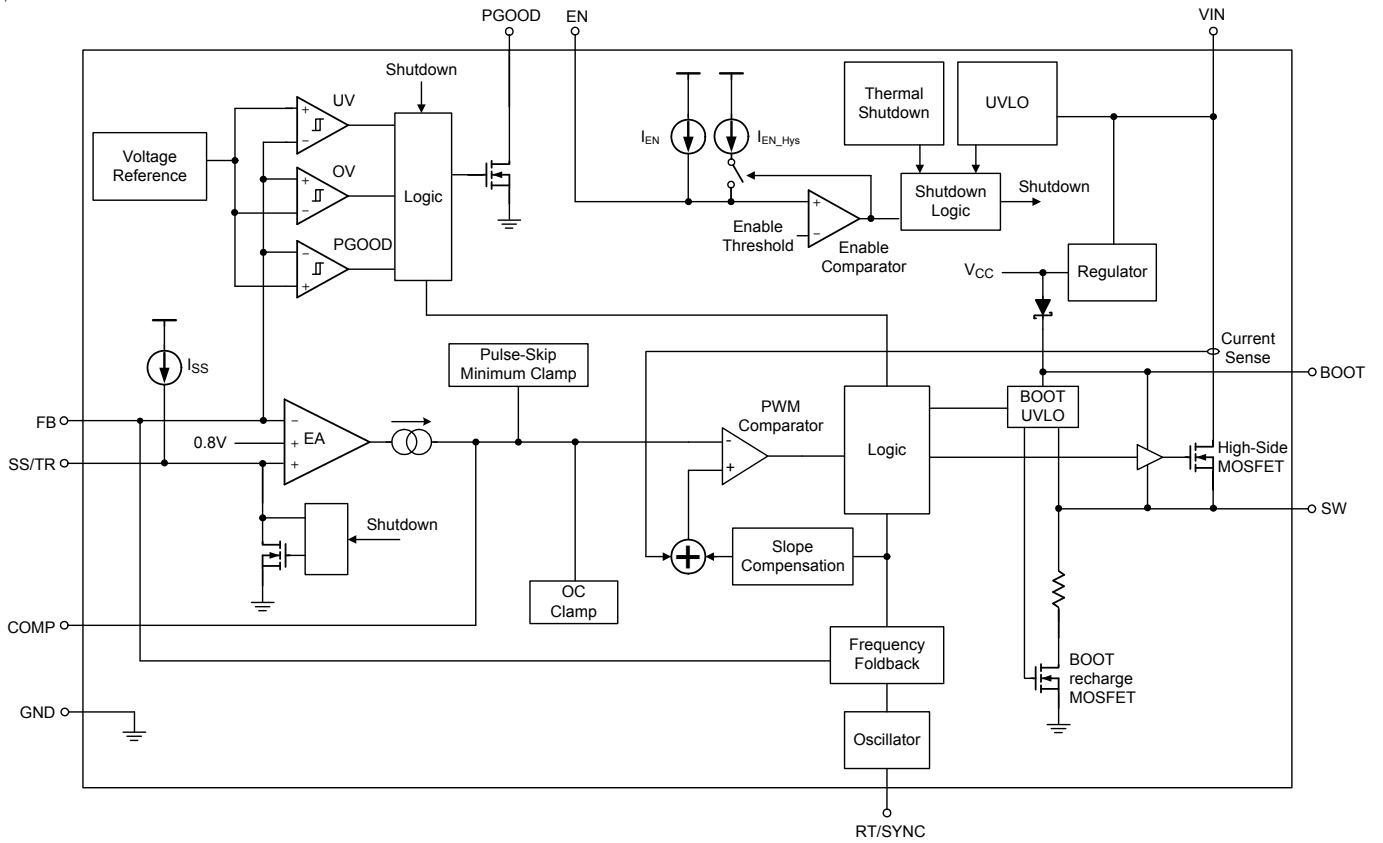 PGOOD
EN
VIN
Shutdown
UV
Voltage
Reference
OV
Logic
PGOOD
IEN
IEN_Hys
Thermal
Shutdown
UVLO
Shutdown
Logic
Shutdown
Enable
Threshold
Enable
Comparator
VCC
Regulator
Current
Sense
ISS
Pulse-Skip
Minimum Clamp
BOOT
BOOT
UVLO
FB
0.8V
EA
PWM
Comparator
Logic
High-Side
MOSFET
SS/TR
SW
Shutdown
Slope
Compensation
OC
Clamp
COMP
Frequency
Foldback
BOOT
recharge
MOSFET
GND
Oscillator
RT/SYNC
+
−
+
−
−
+
+
−
−
+
+
-
+
+